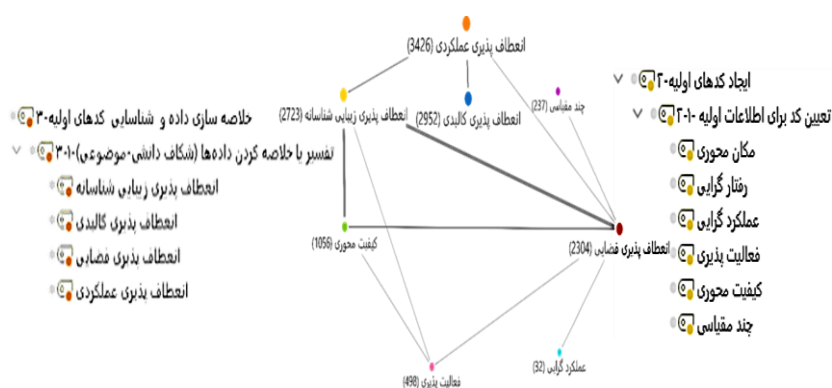 ایجاد کدهای اولیه-۲
تعیین کد برای اطلاعات اولیه -۲-۱
مکان محوری
رفتار گرایی
عملکرد گرایی
فعالیت پذیری
کیفیت محوری
چند مقیاسی
انعطاف پذیری عملکردی (3426)
چند مقیاسی (237)
انعطاف پذیری کالبدی (2952)
انعطاف پذیری زیبایی شناسانه (2723)
انعطاف پذیری فضایی (2304)
کیفیت محوری (1056)
عملکرد گرایی (32)
فعالیت پذیری (498)
خلاصه سازی داده و شناسایی کدهای اولیه-۳
تفسیر یا خلاصه کردن داده‌ها (شکاف دانشی-موضوعی)-۳-۱
انعطاف پذیری زیبایی شناسانه
انعطاف پذیری کالبدی
انعطاف پذیری فضایی
انعطاف پذیری عملکردی